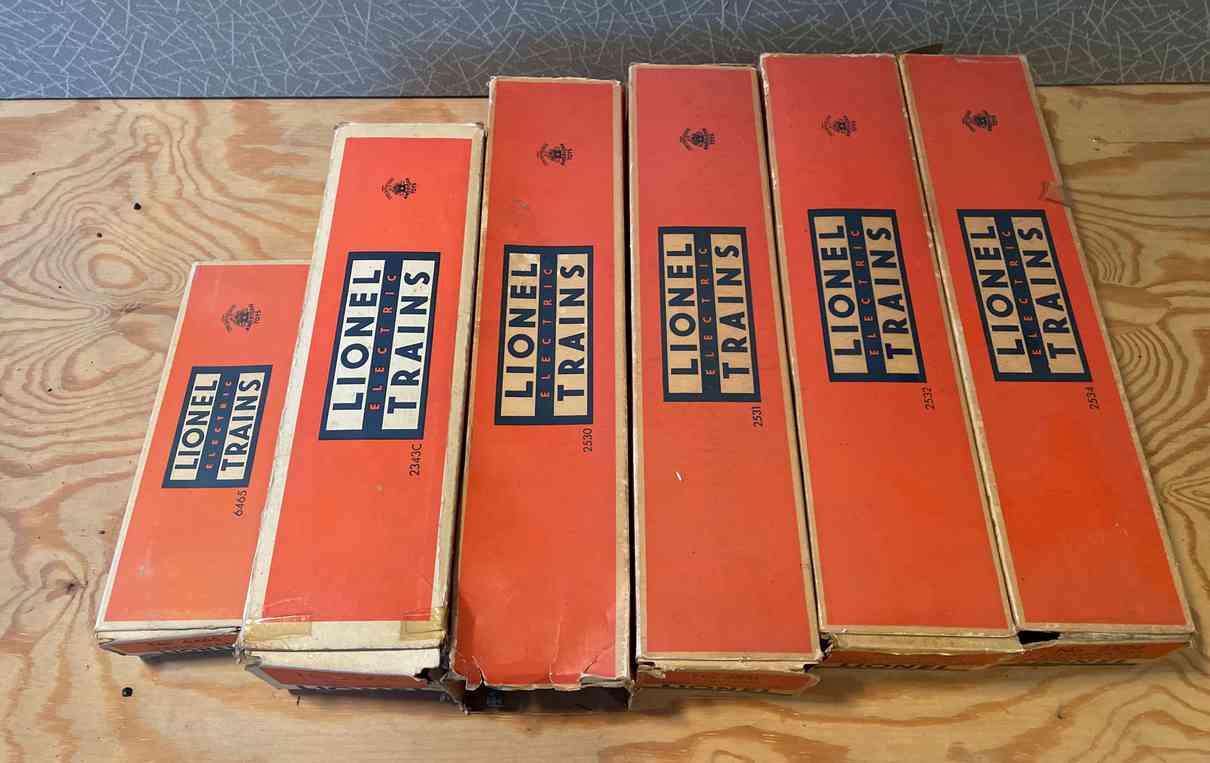 LIONEL
ELECTRIC
TRAINS
6465
LIONEL
ELECTRIC
TRAINS
2343C
LIONEL
ELECTRIC
TRAINS
2530
LIONEL
ELECTRIC
TRAINS
2531
LIONEL
ELECTRIC
TRAINS
2532
LIONEL
ELECTRIC
TRAINS
2534